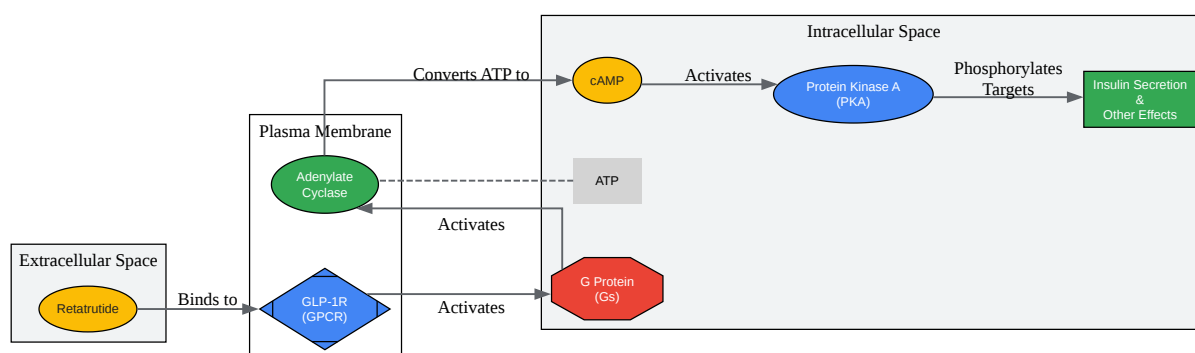 Extracellular Space
Retatrutide
Binds to
Plasma Membrane
Adenylate
Cyclase
GLP-1R
(GPCR)
Converts ATP to
Activates
Activates
Intracellular Space
cAMP
Activates
Protein Kinase A
(PKA)
Phosphorylates
Targets
Insulin Secretion
&
Other Effects
ATP
G Protein
(Gs)